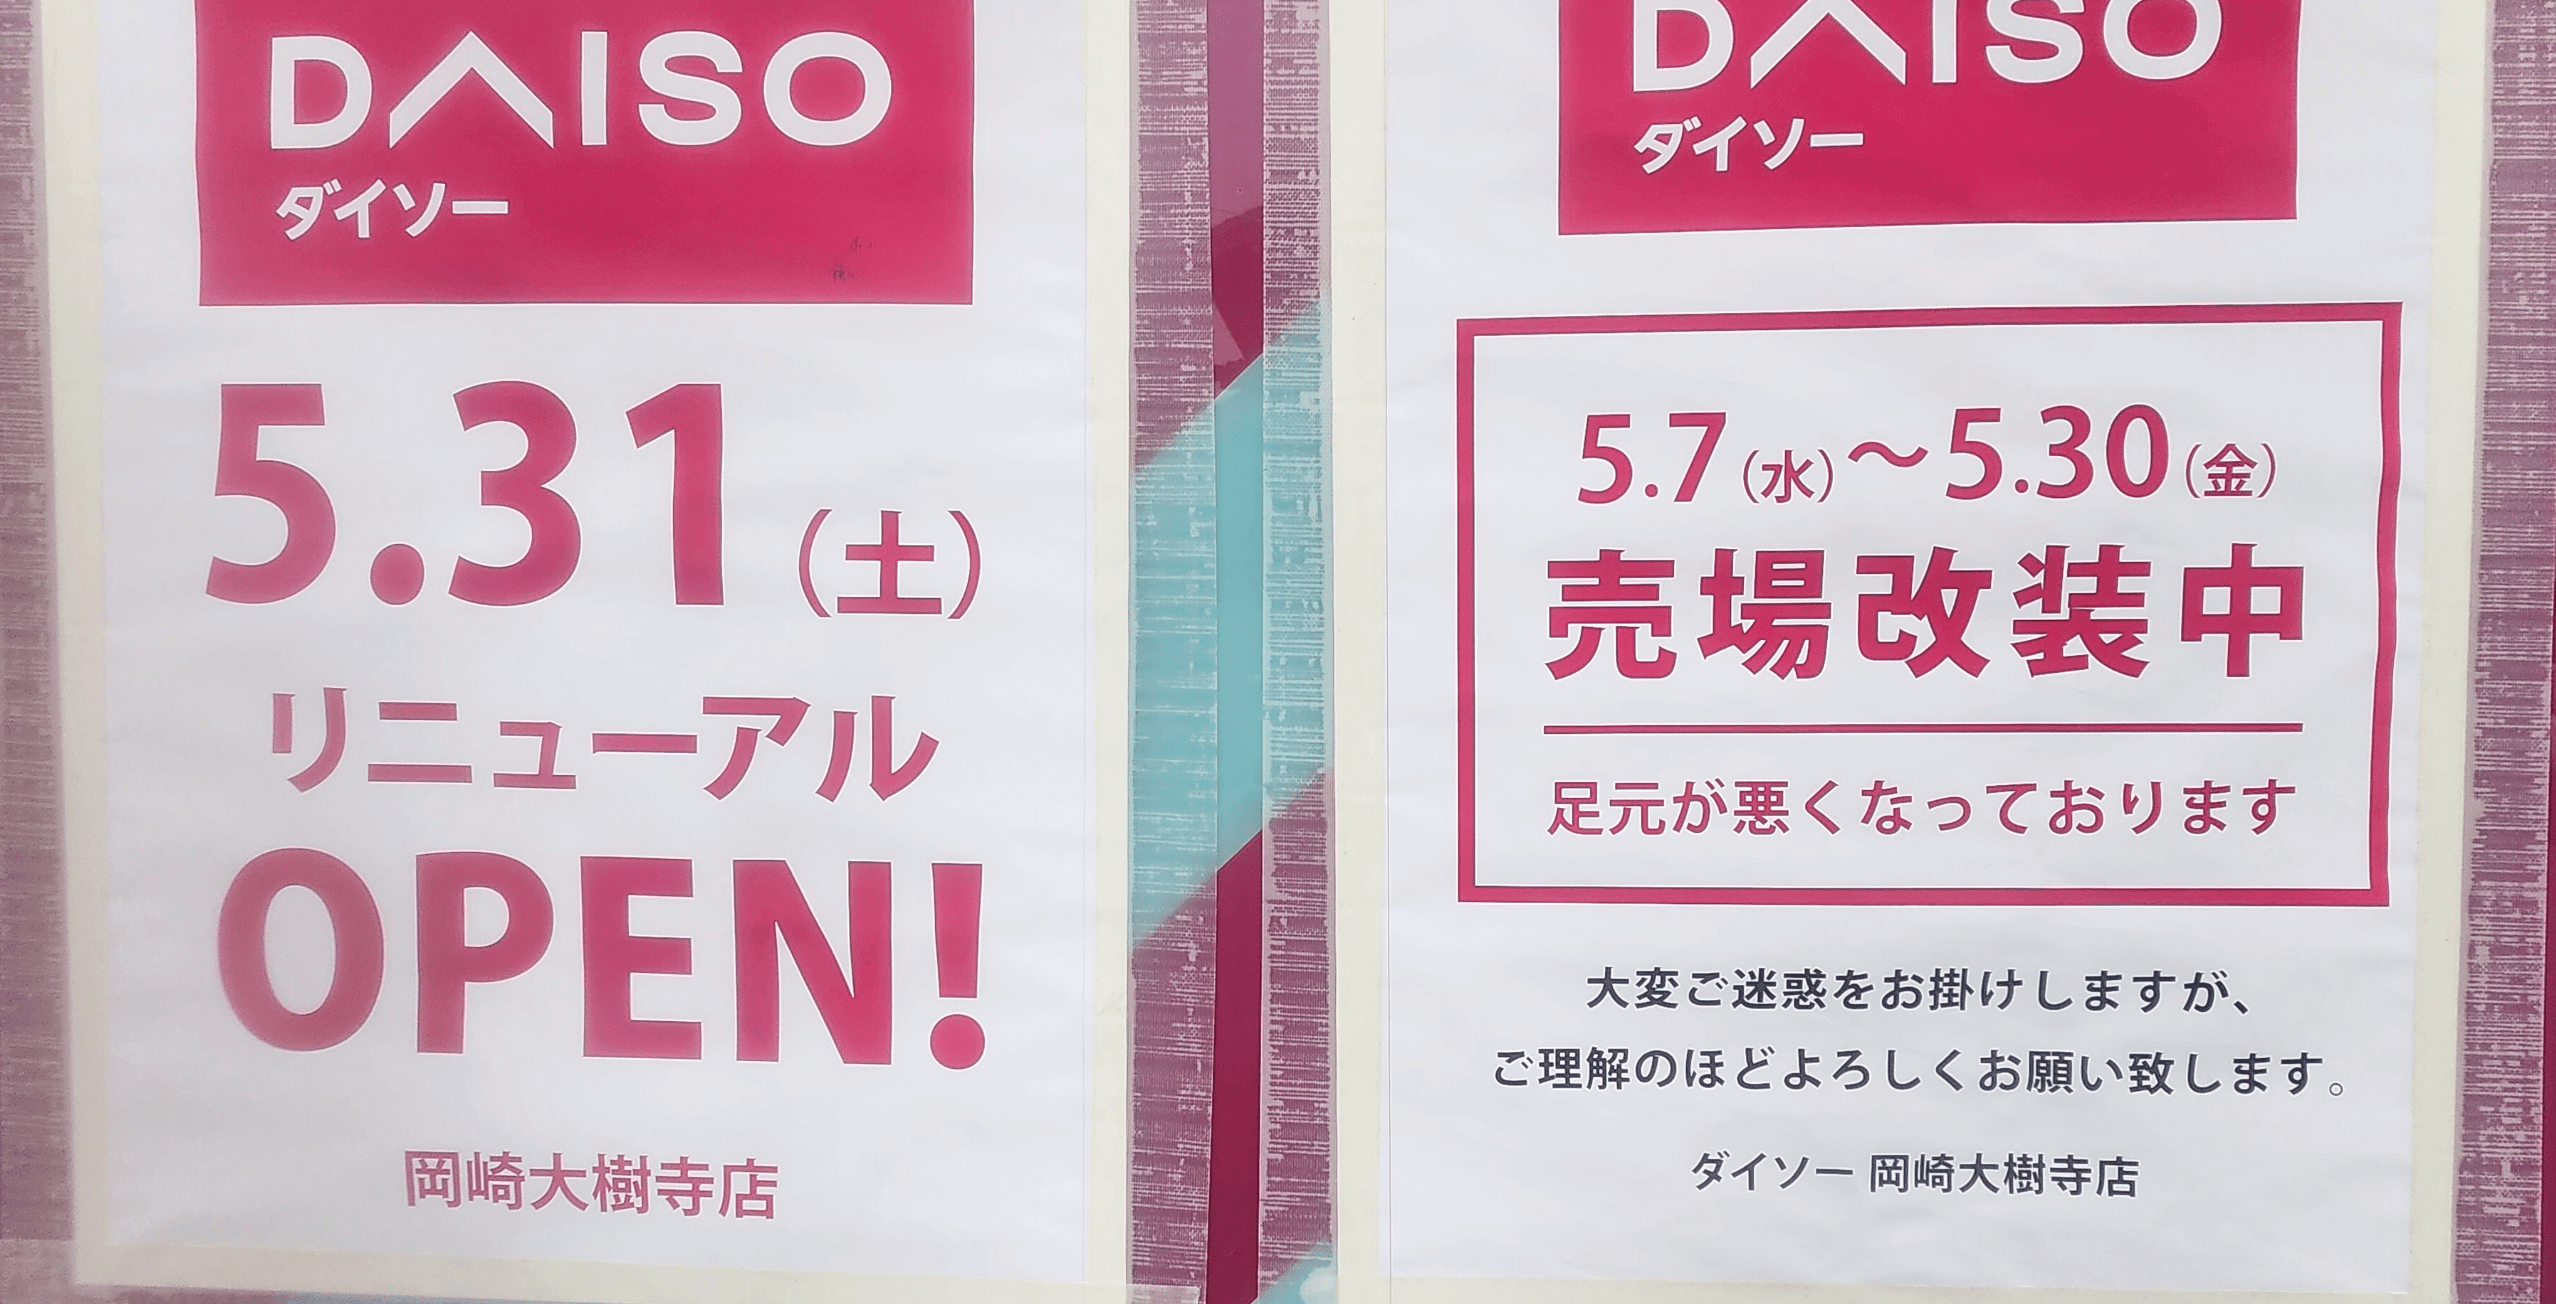 DAISO
ダイソー
5.31(土)
リニューアル
OPEN!
岡崎大樹寺店
DAISO
ダイソー
5.7(水)～5.30(金)
売場改装中
足元が悪くなっております
大変ご迷惑をお掛けしますが、
ご理解のほどよろしくお願い致します。
ダイソー 岡崎大樹寺店